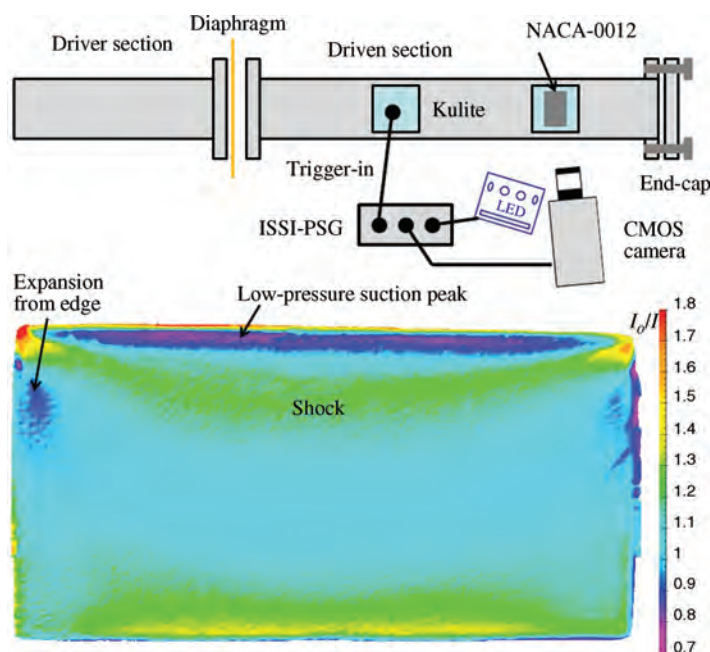 Diaphragm
Driver section
Driven section
NACA-0012
Kulite
Trigger-in
End-cap
LED
ISSI-PSG
CMOS
camera
Expansion
from edge
Low-pressure suction peak
I₀/I
Shock
1.8
1.7
1.6
1.5
1.4
1.3
1.2
1.1
1
0.9
0.8
0.7